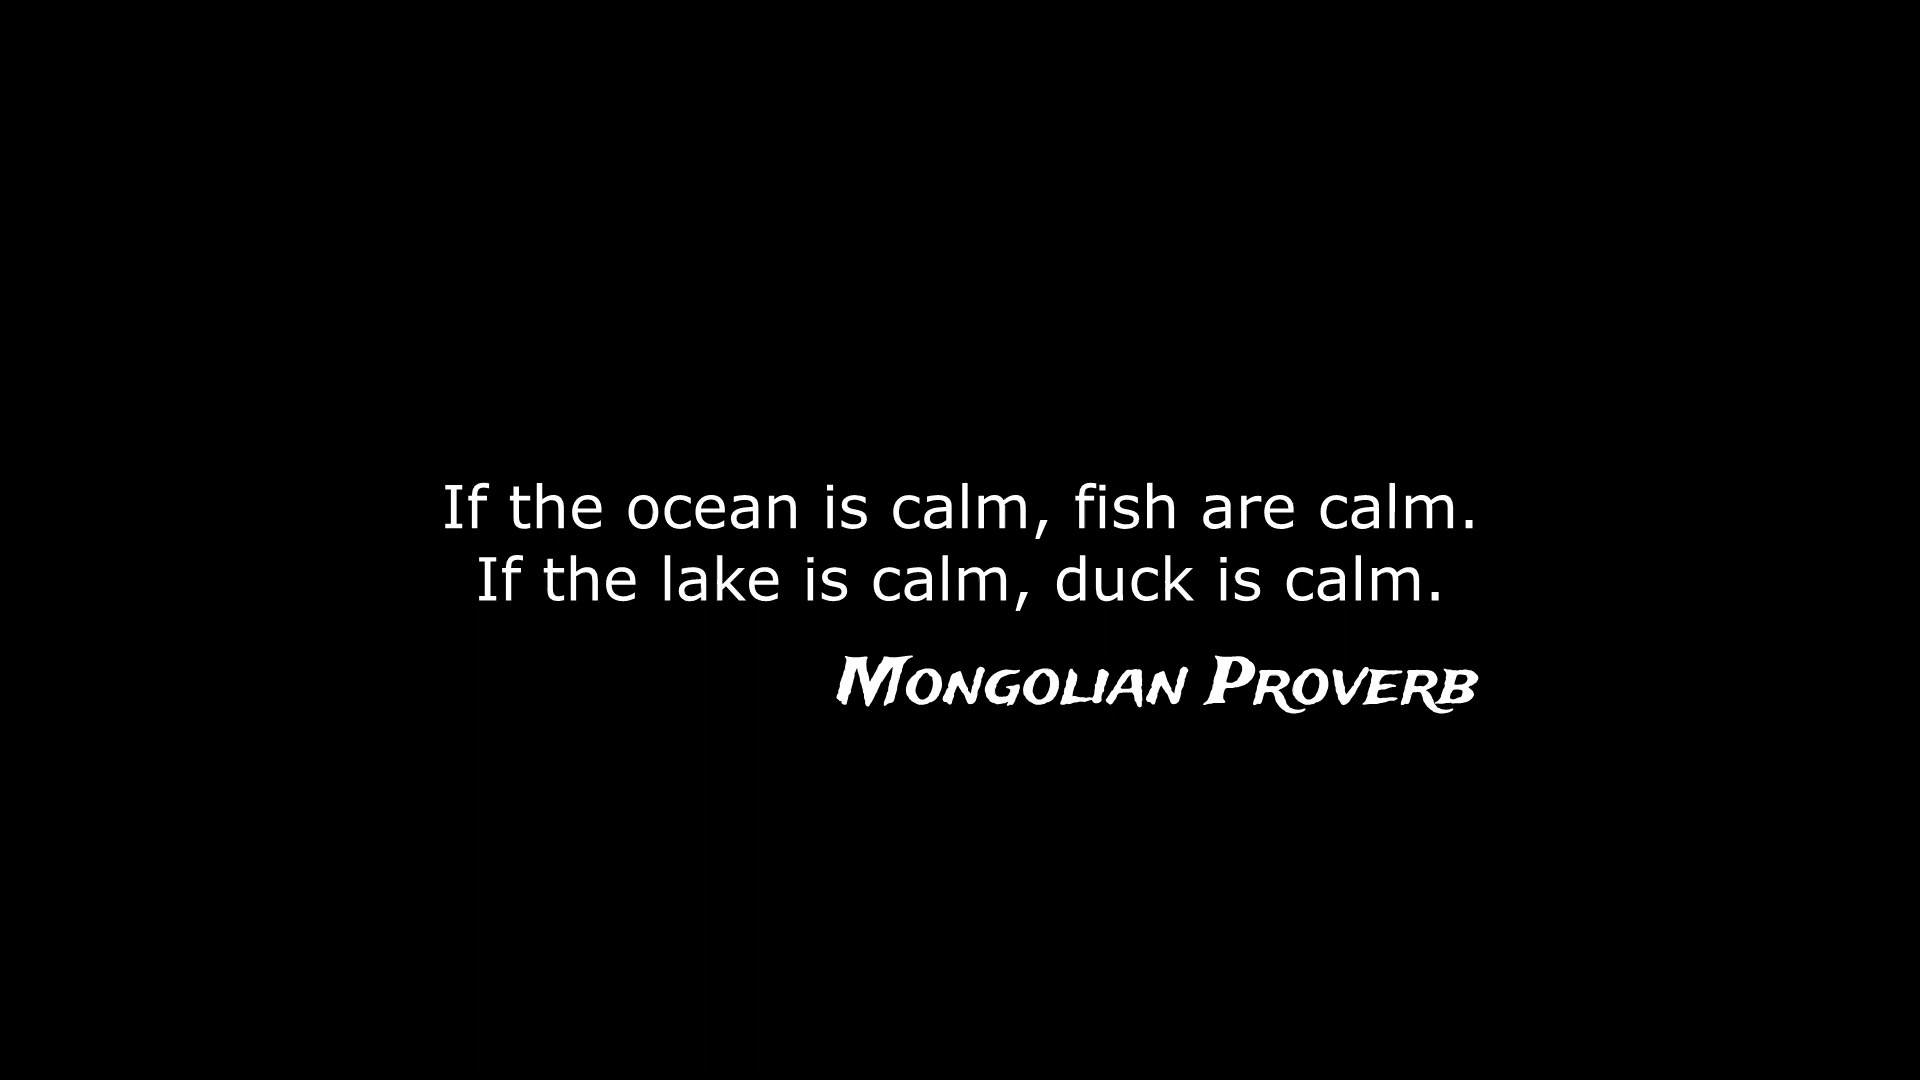 If the ocean is calm, fish are calm.
If the lake is calm, duck is calm.
Mongolian Proverb